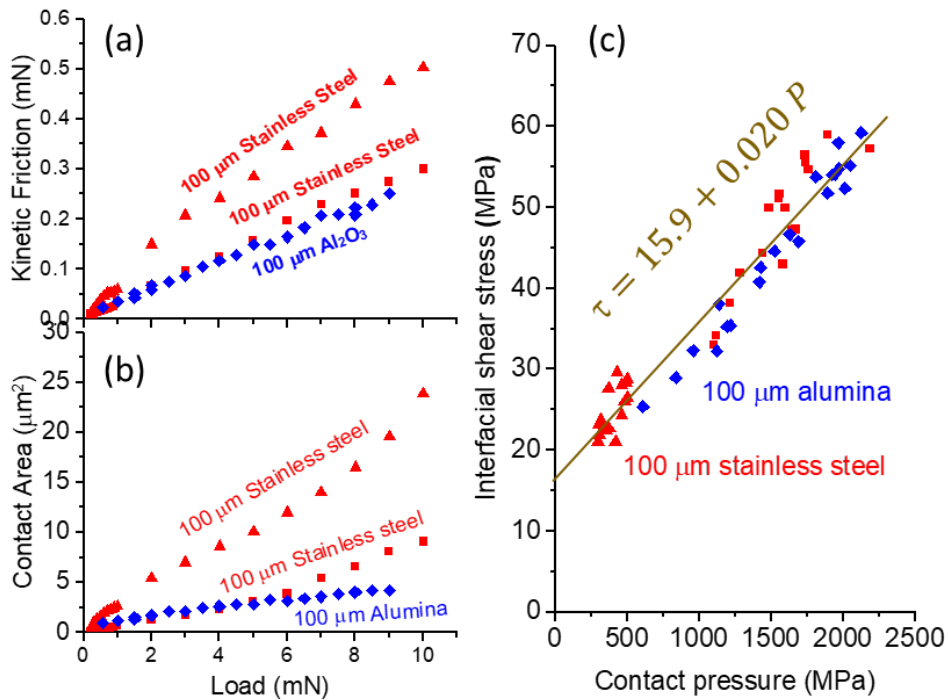 (a)
Kinetic Friction (mN)
0.6
0.5
0.4
0.3
0.2
0.1
0.0
100 μm Stainless Steel
100 μm Stainless Steel
100 μm Al₂O₃
(b)
Contact Area (μm²)
30
25
20
15
10
5
0
100 μm Stainless steel
100 μm Stainless steel
100 μm Alumina
0 2 4 6 8 10
Load (mN)
(c)
Interfacial shear stress (MPa)
70
60
50
40
30
20
10
0
τ = 15.9 + 0.020 P
100 μm alumina
100 μm stainless steel
0 500 1000 1500 2000 2500
Contact pressure (MPa)